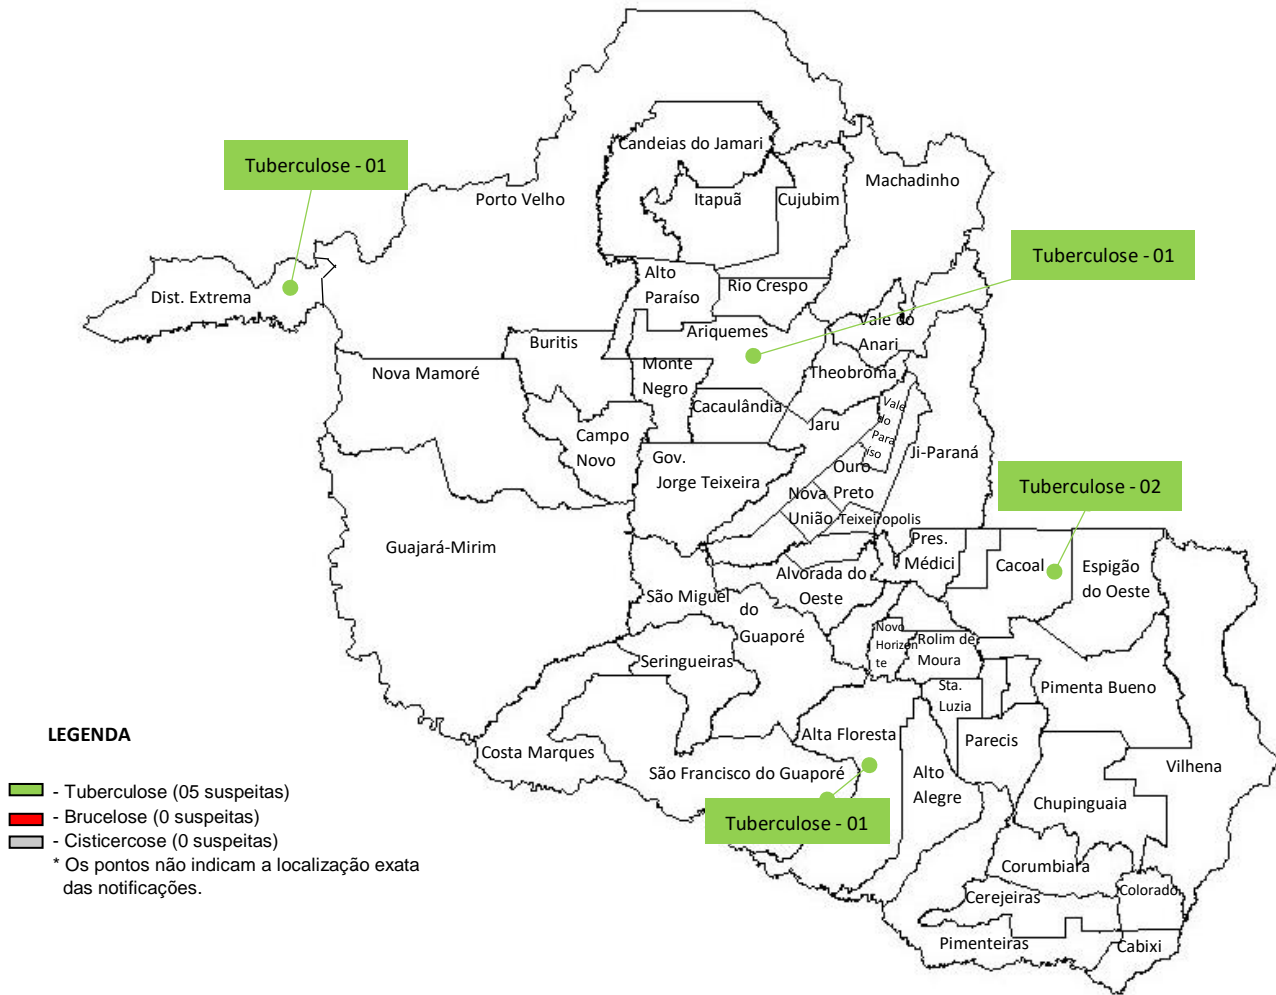 Candeias do Jamari
Tuberculose - 01
Machadinho
Porto Velho
Itapuã
Cujubim
Tuberculose - 01
Alto
Paraíso
Rio Crespo
Dist. Extrema
Vale do
Anari
Ariquemes
Buritis
Monte
Negro
Nova Mamoré
Theobroma
Cacaulândia
Vale
do
Para
íso
Jaru
Campo
Novo
Gov.
Jorge Teixeira
Ji-Paraná
Ouro
Preto
Nova
União
Teixeiropolis
Tuberculose - 02
Guajará-Mirim
Pres.
Médici
Cacoal
Espigão
do Oeste
Alvorada do
Oeste
São Miguel
do
Guaporé
Novo
Horizon
te
Rolim de
Moura
Seringueiras
Sta.
Luzia
Pimenta Bueno
LEGENDA
Alta Floresta
Parecis
Costa Marques
São Francisco do Guaporé
Alto
Alegre
Vilhena
- Tuberculose (05 suspeitas)
- Brucelose (0 suspeitas)
- Cisticercose (0 suspeitas)
* Os pontos não indicam a localização exata
das notificações.
Chupinguaia
Tuberculose - 01
Corumbiara
Cerejeiras
Colorado
Pimenteiras
Cabixi